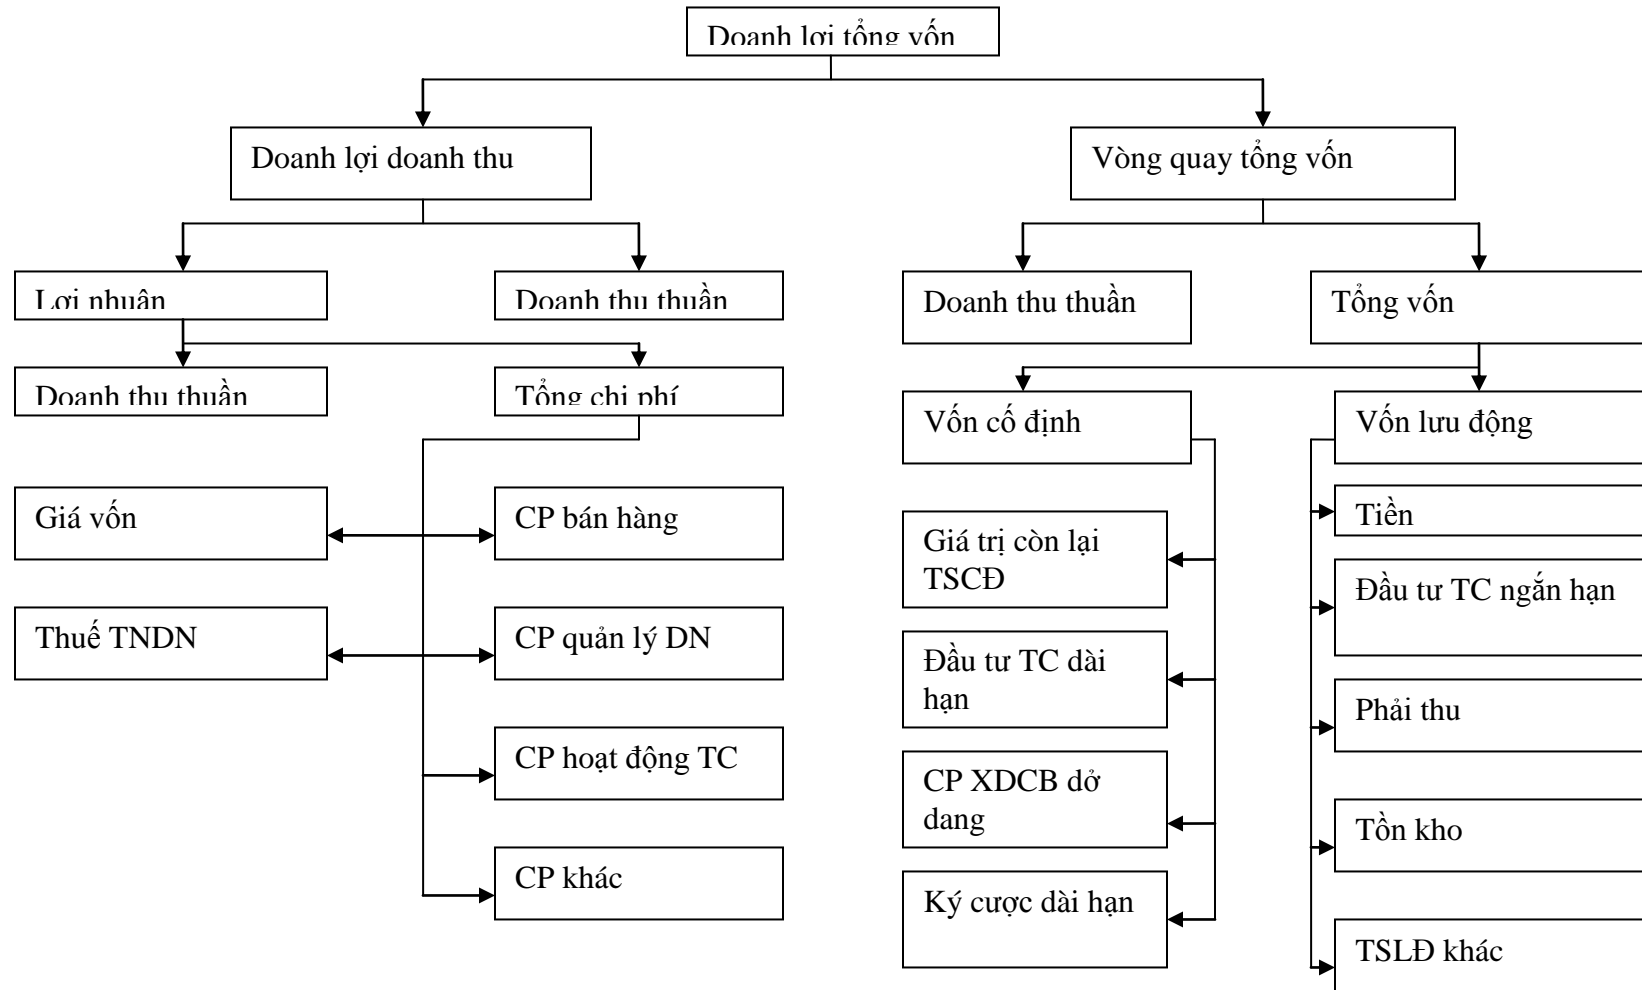 Doanh lợi tổng vốn
Doanh lợi doanh thu
Vòng quay tổng vốn
Lợi nhuận
Doanh thu thuần
Doanh thu thuần
Tổng vốn
Doanh thu thuần
Tổng chi phí
Vốn cố định
Vốn lưu động
Giá vốn
CP bán hàng
Giá trị còn lại
TSCĐ
Tiền
Đầu tư TC ngắn hạn
Thuế TNDN
CP quản lý DN
Đầu tư TC dài
hạn
Phải thu
CP hoạt động TC
CP XDCB dở
dang
Tồn kho
CP khác
Ký cược dài hạn
TSLĐ khác